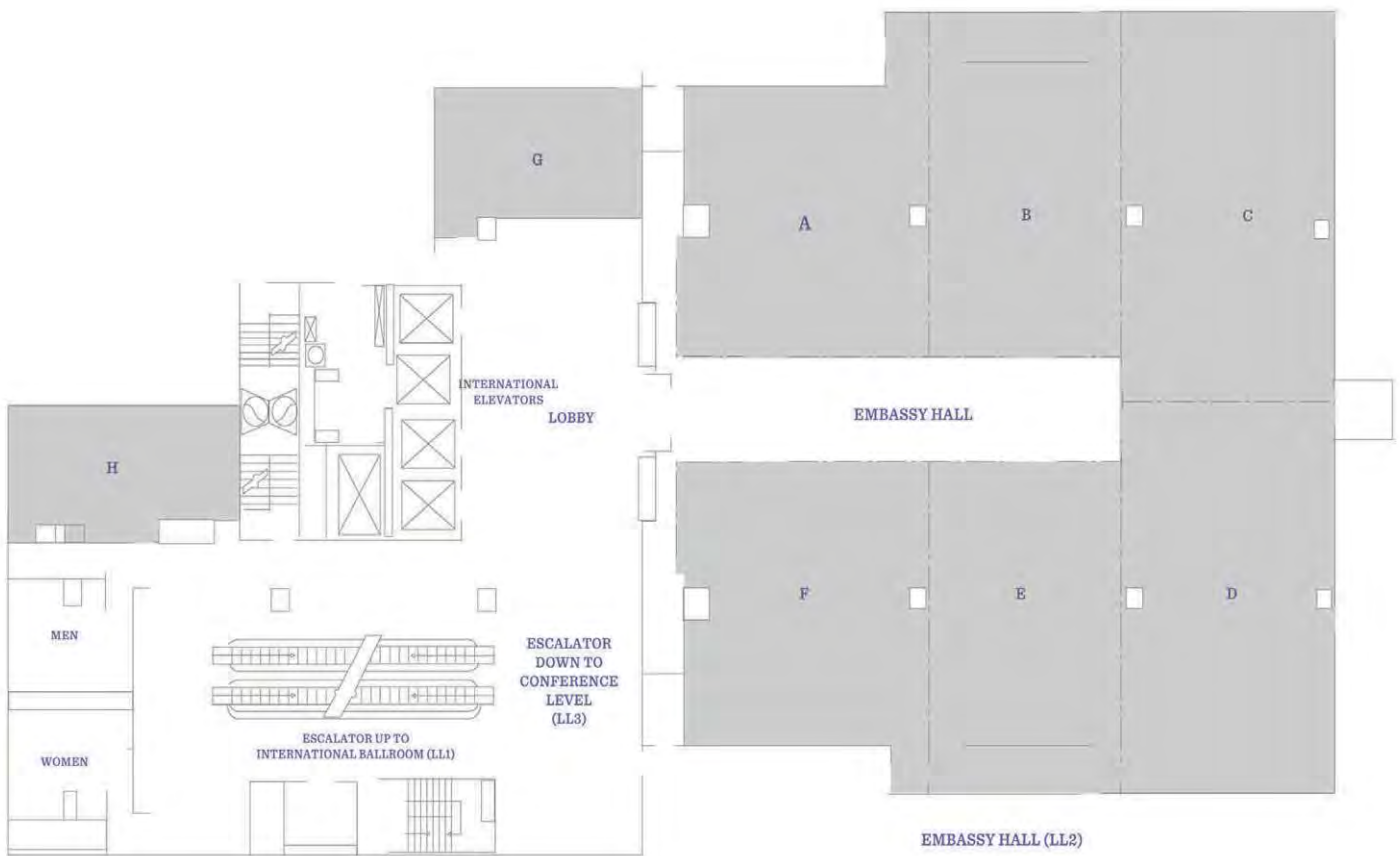 G
A
B
C
INTERNATIONAL
ELEVATORS
LOBBY
EMBASSY HALL
H
F
E
D
MEN
WOMEN
ESCALATOR
DOWN TO
CONFERENCE
LEVEL
(LL3)
ESCALATOR UP TO
INTERNATIONAL BALLROOM (LL1)
EMBASSY HALL (LL2)